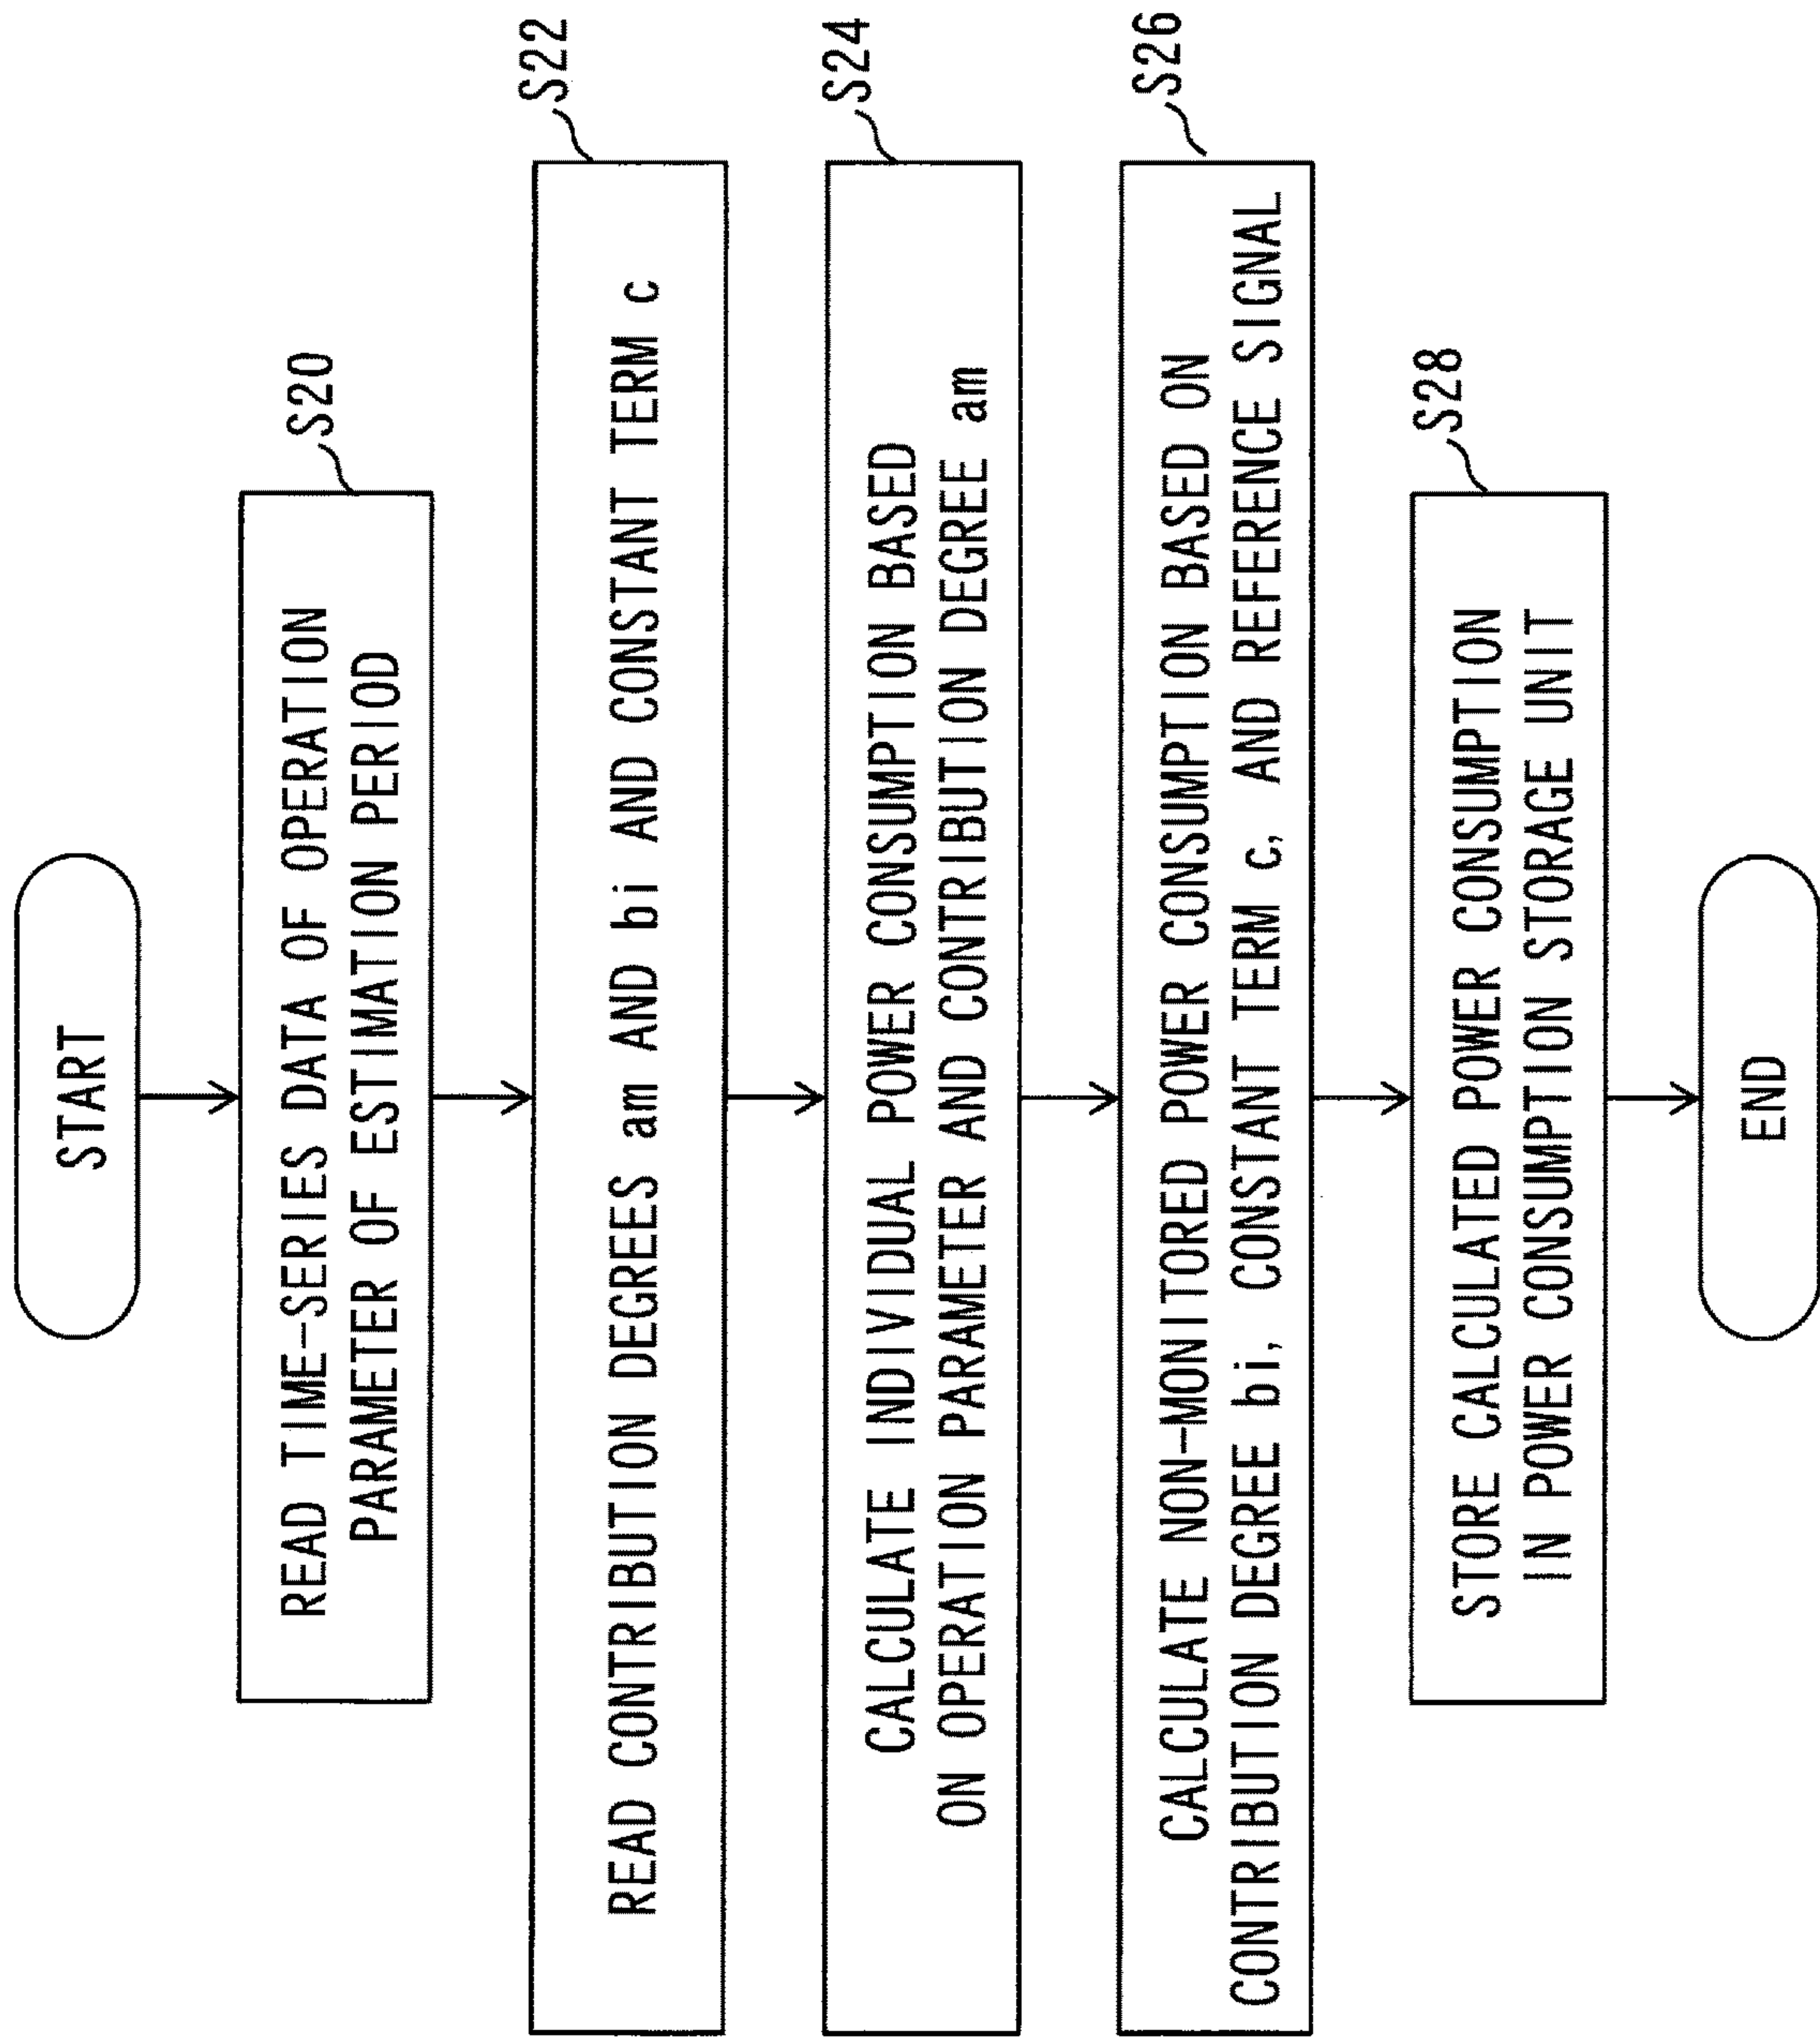 START
S20
READ TIME-SERIES DATA OF OPERATION
PARAMETER OF ESTIMATION PERIOD
S22
READ CONTRIBUTION DEGREES am AND bi AND CONSTANT TERM c
S24
CALCULATE INDIVIDUAL POWER CONSUMPTION BASED
ON OPERATION PARAMETER AND CONTRIBUTION DEGREE am
S26
CALCULATE NON-MONITORED POWER CONSUMPTION BASED ON
CONTRIBUTION DEGREE bi, CONSTANT TERM c, AND REFERENCE SIGNAL
S28
STORE CALCULATED POWER CONSUMPTION
IN POWER CONSUMPTION STORAGE UNIT
END